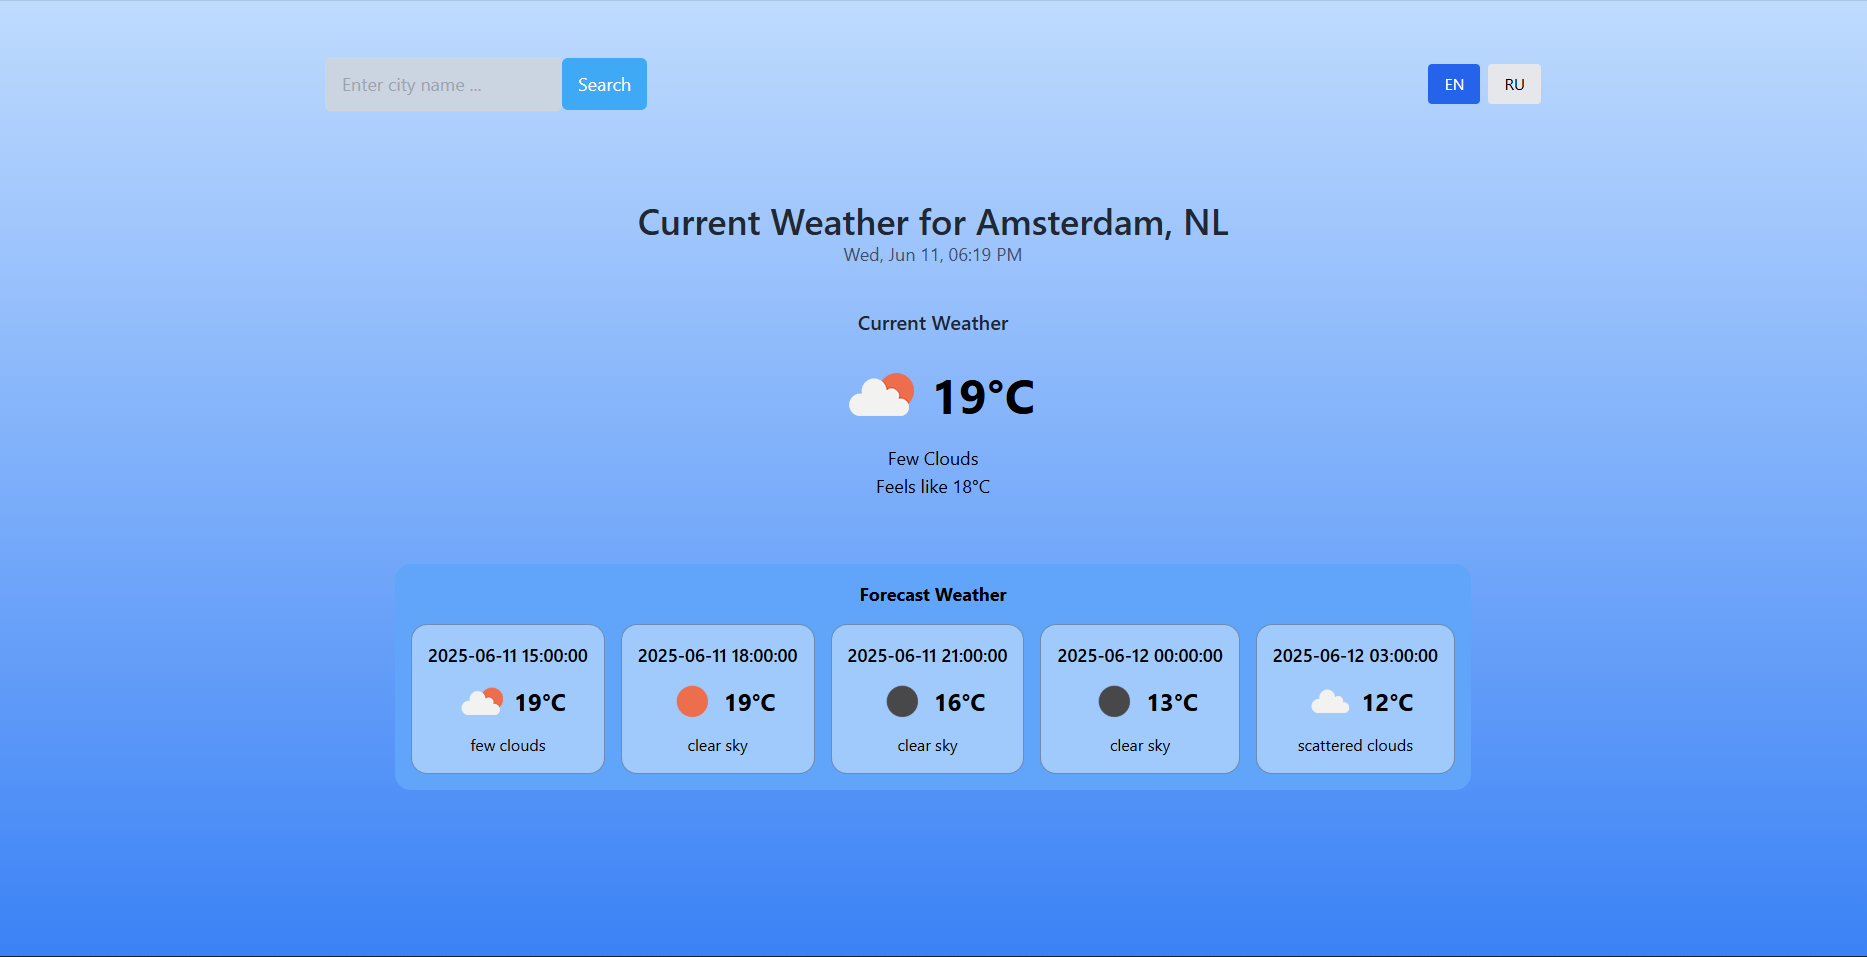 Enter city name ...
Search
EN
RU
Current Weather for Amsterdam, NL
Wed, Jun 11, 06:19 PM
Current Weather
19°C
Few Clouds
Feels like 18°C
Forecast Weather
2025-06-11 15:00:00
19°C
few clouds
2025-06-11 18:00:00
19°C
clear sky
2025-06-11 21:00:00
16°C
clear sky
2025-06-12 00:00:00
13°C
clear sky
2025-06-12 03:00:00
12°C
scattered clouds